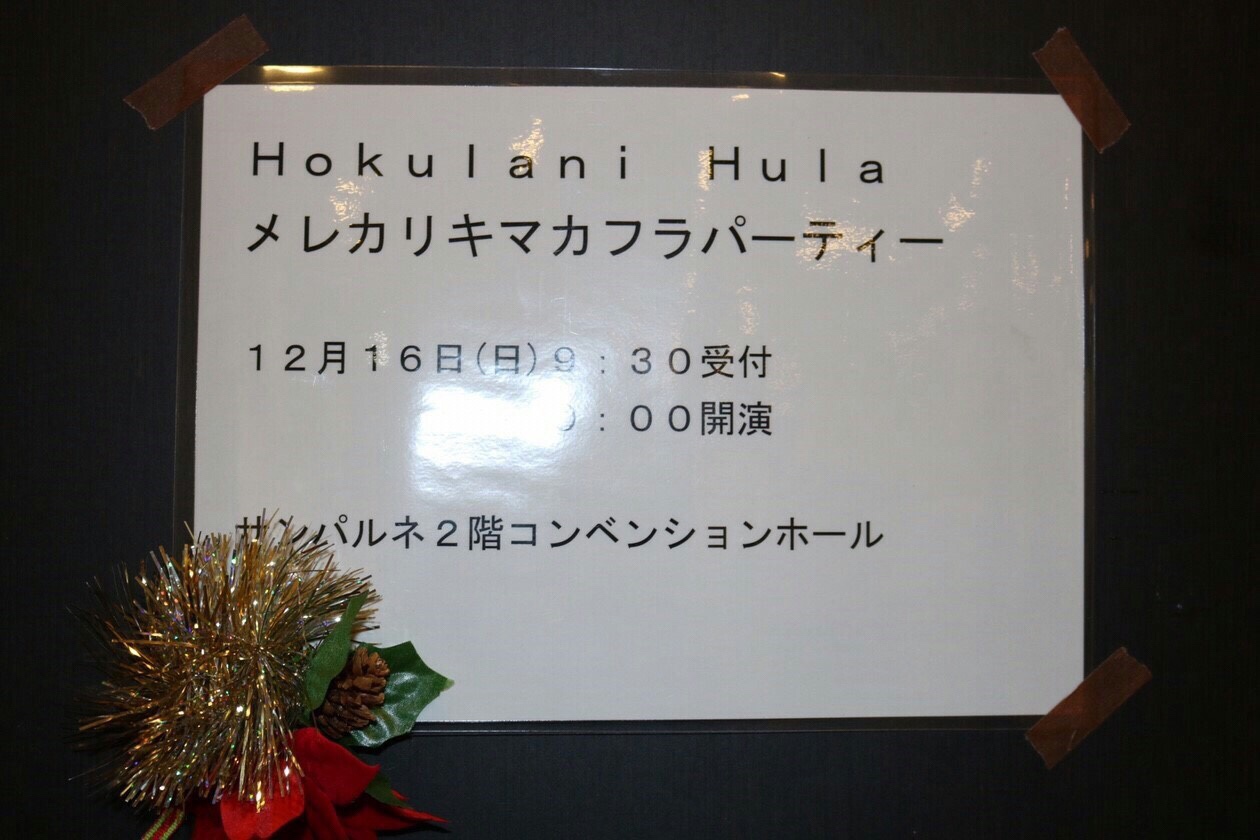 Hokulani Hula
メレカリキマカフラパーティー
12月16日(日)9:30受付
0:00開演
サンパルネ2階コンベンションホール